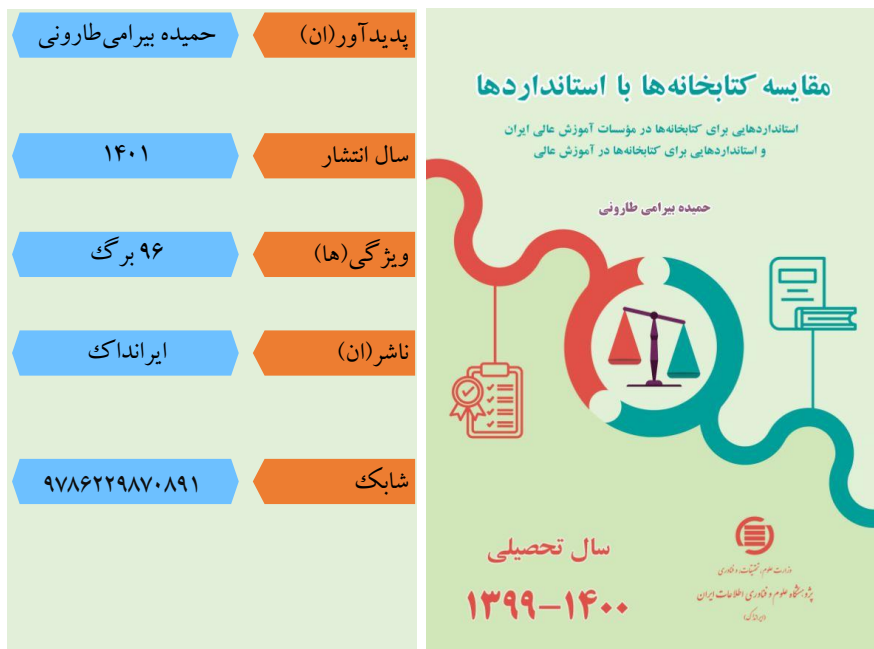 پدیدآور(ان)
حمیده بیرامی‌طارونی
سال انتشار
۱۴۰۱
ویژگی(ها)
۹۶ برگ
ناشر(ان)
ایرانداک
شابک
۹۷۸۶۲۲۹۸۷۰۸۹۱
مقایسه کتابخانه‌ها با استانداردها
استانداردهایی برای کتابخانه‌ها در مؤسسات آموزش عالی ایران
و استانداردهایی برای کتابخانه‌ها در آموزش عالی
حمیده بیرامی طارونی
سال تحصیلی
۱۳۹۹-۱۴۰۰
وزارت علوم، تحقیقات، و فناوری
پژوهشگاه علوم و فناوری اطلاعات ایران
(ایرانداک)